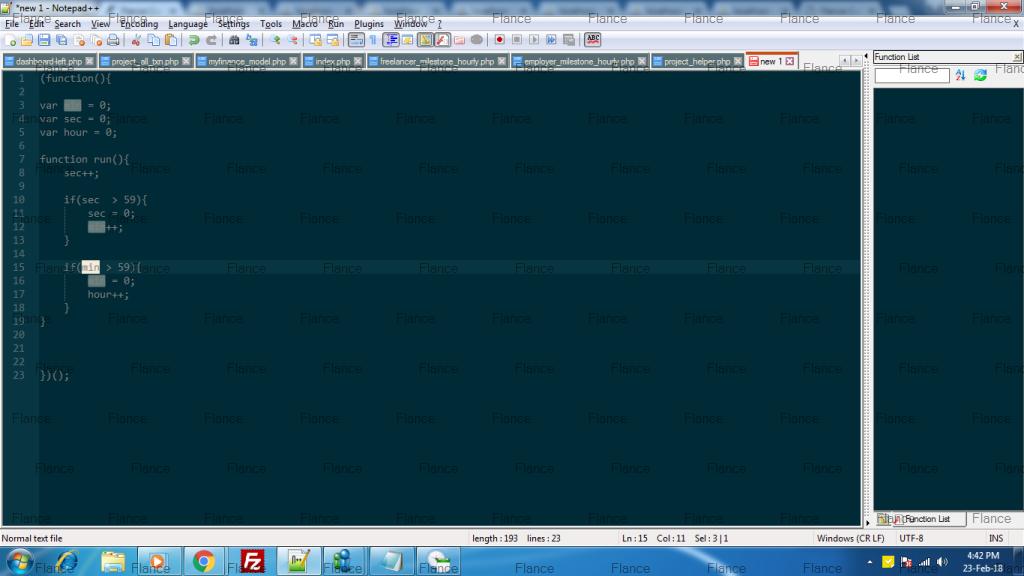 *new 1 - Notepad++
File Edit Search View Encoding Language Settings Tools Macro Run Plugins Window ? X
dashboard-left.php project_all_txn.php myfinance_model.php index.php freelancer_milestone_hourly.php employer_milestone_hourly.php project_helper.php new 1
Function List
1 (function(){
2
3 var min = 0;
4 var sec = 0;
5 var hour = 0;
6
7 function run(){
8 sec++;
9
10 if(sec > 59){
11 sec = 0;
12 min++;
13 }
14
15 if(min > 59){
16 min = 0;
17 hour++;
18 }
19 }
20
21
22
23 })();
Flance
Function List
Normal text file length : 193 lines : 23 Ln : 15 Col : 11 Sel : 3 | 1 Windows (CR LF) UTF-8 INS
4:42 PM
23-Feb-18